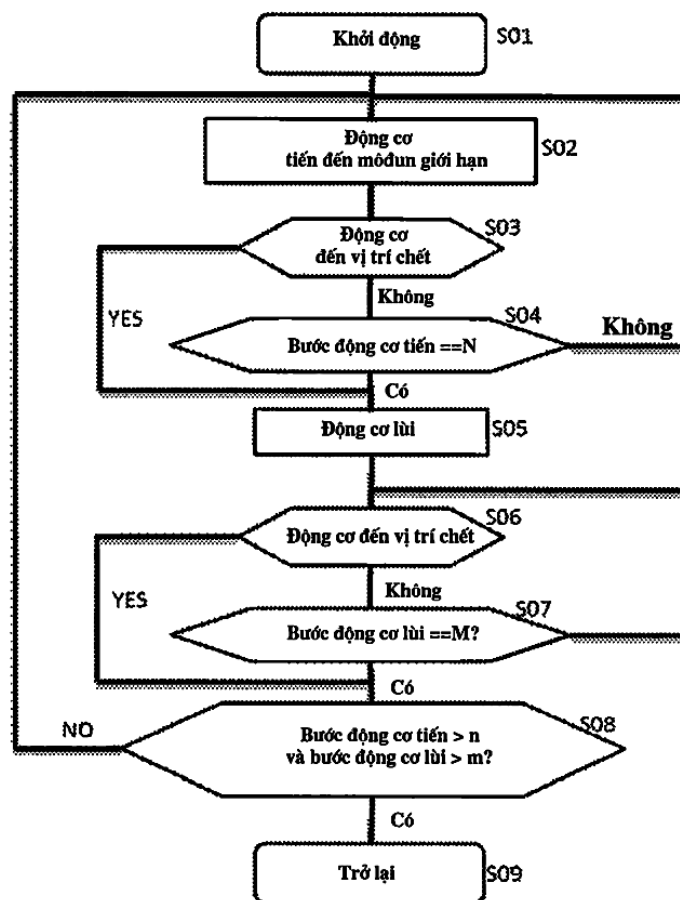 Khởi động
S01
Động cơ
tiến đến môđun giới hạn
S02
S03
Động cơ
đến vị trí chết
Không
YES
S04
Không
Bước động cơ tiến ==N
Có
Động cơ lùi
S05
S06
Động cơ đến vị trí chết
Không
YES
S07
Bước động cơ lùi ==M?
Có
NO
S08
Bước động cơ tiến > n
và bước động cơ lùi > m?
Có
Trở lại
S09